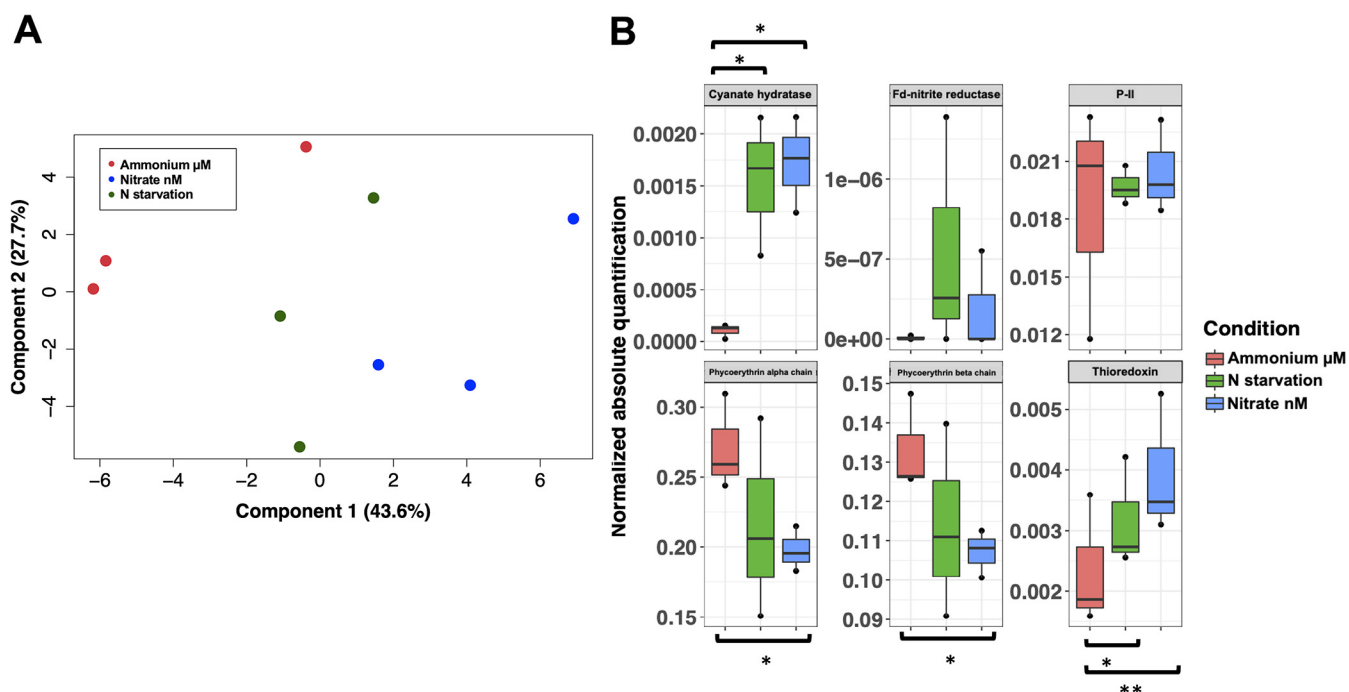 A
B
Component 2 (27.7%)
4
2
0
−2
−4
Ammonium µM
Nitrate nM
N starvation
−6 −4 −2 0 2 4 6
Component 1 (43.6%)
Normalized absolute quantification
*
*
Cyanate hydratase
0.0020
0.0015
0.0010
0.0005
0.0000
Fd-nitrite reductase
1e−06
5e−07
0e+00
P-II
0.021
0.018
0.015
0.012
Phycoerythrin alpha chain
0.30
0.25
0.20
0.15
*
Phycoerythrin beta chain
0.15
0.14
0.13
0.12
0.11
0.10
0.09
*
Thioredoxin
0.005
0.004
0.003
0.002
*
**
Condition
Ammonium µM
N starvation
Nitrate nM